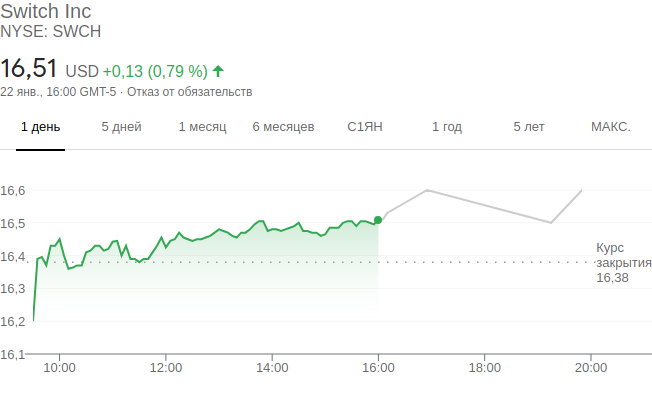 Switch Inc
NYSE: SWCH
16,51 USD +0,13 (0,79 %)
22 янв., 16:00 GMT-5 · Отказ от обязательств
1 день 5 дней 1 месяц 6 месяцев С1ЯН 1 год 5 лет МАКС.
16,6
16,5
16,4
16,3
16,2
16,1
Курс
закрытия
16,38
10:00 12:00 14:00 16:00 18:00 20:00